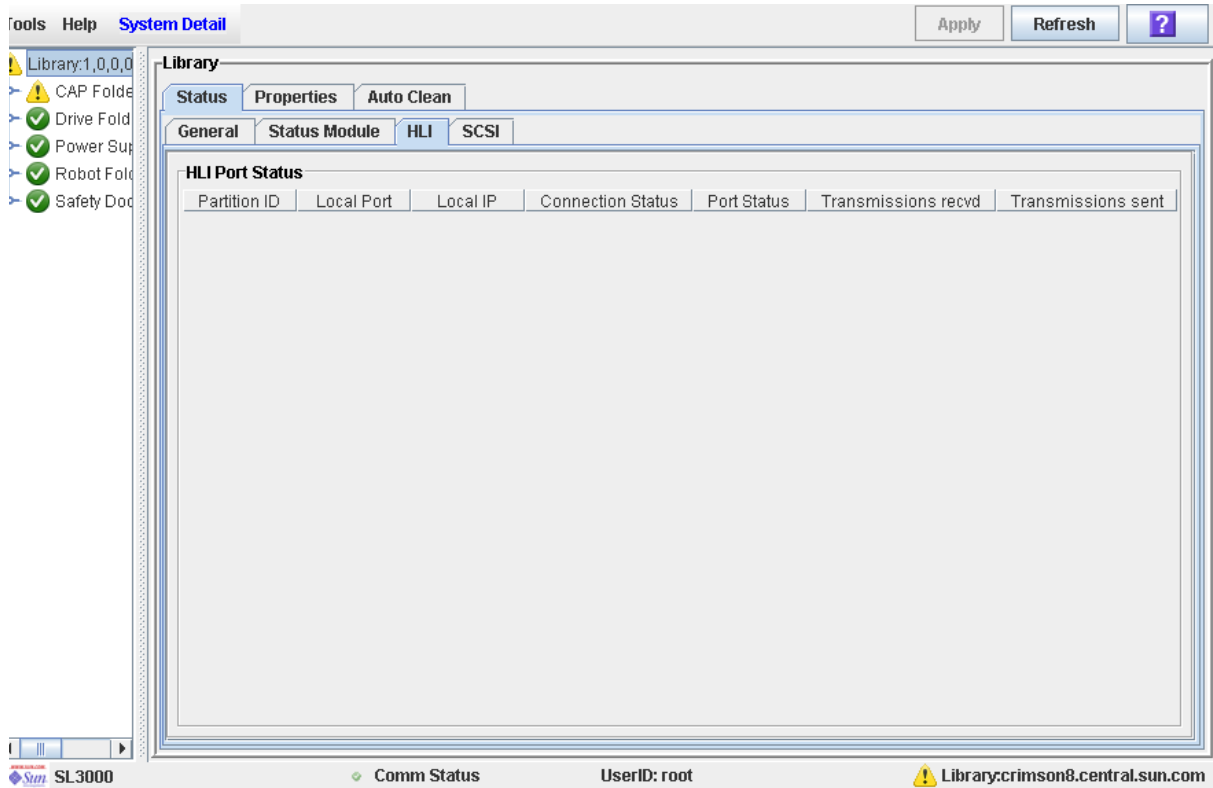 Tools Help System Detail Apply Refresh ?
Library:1,0,0,0
CAP Folde
Drive Fold
Power Sup
Robot Fold
Safety Doo
Library
Status Properties Auto Clean
General Status Module HLI SCSI
HLI Port Status
Partition ID Local Port Local IP Connection Status Port Status Transmissions recvd Transmissions sent
Sun SL3000 Comm Status UserID: root Library:crimson8.central.sun.com